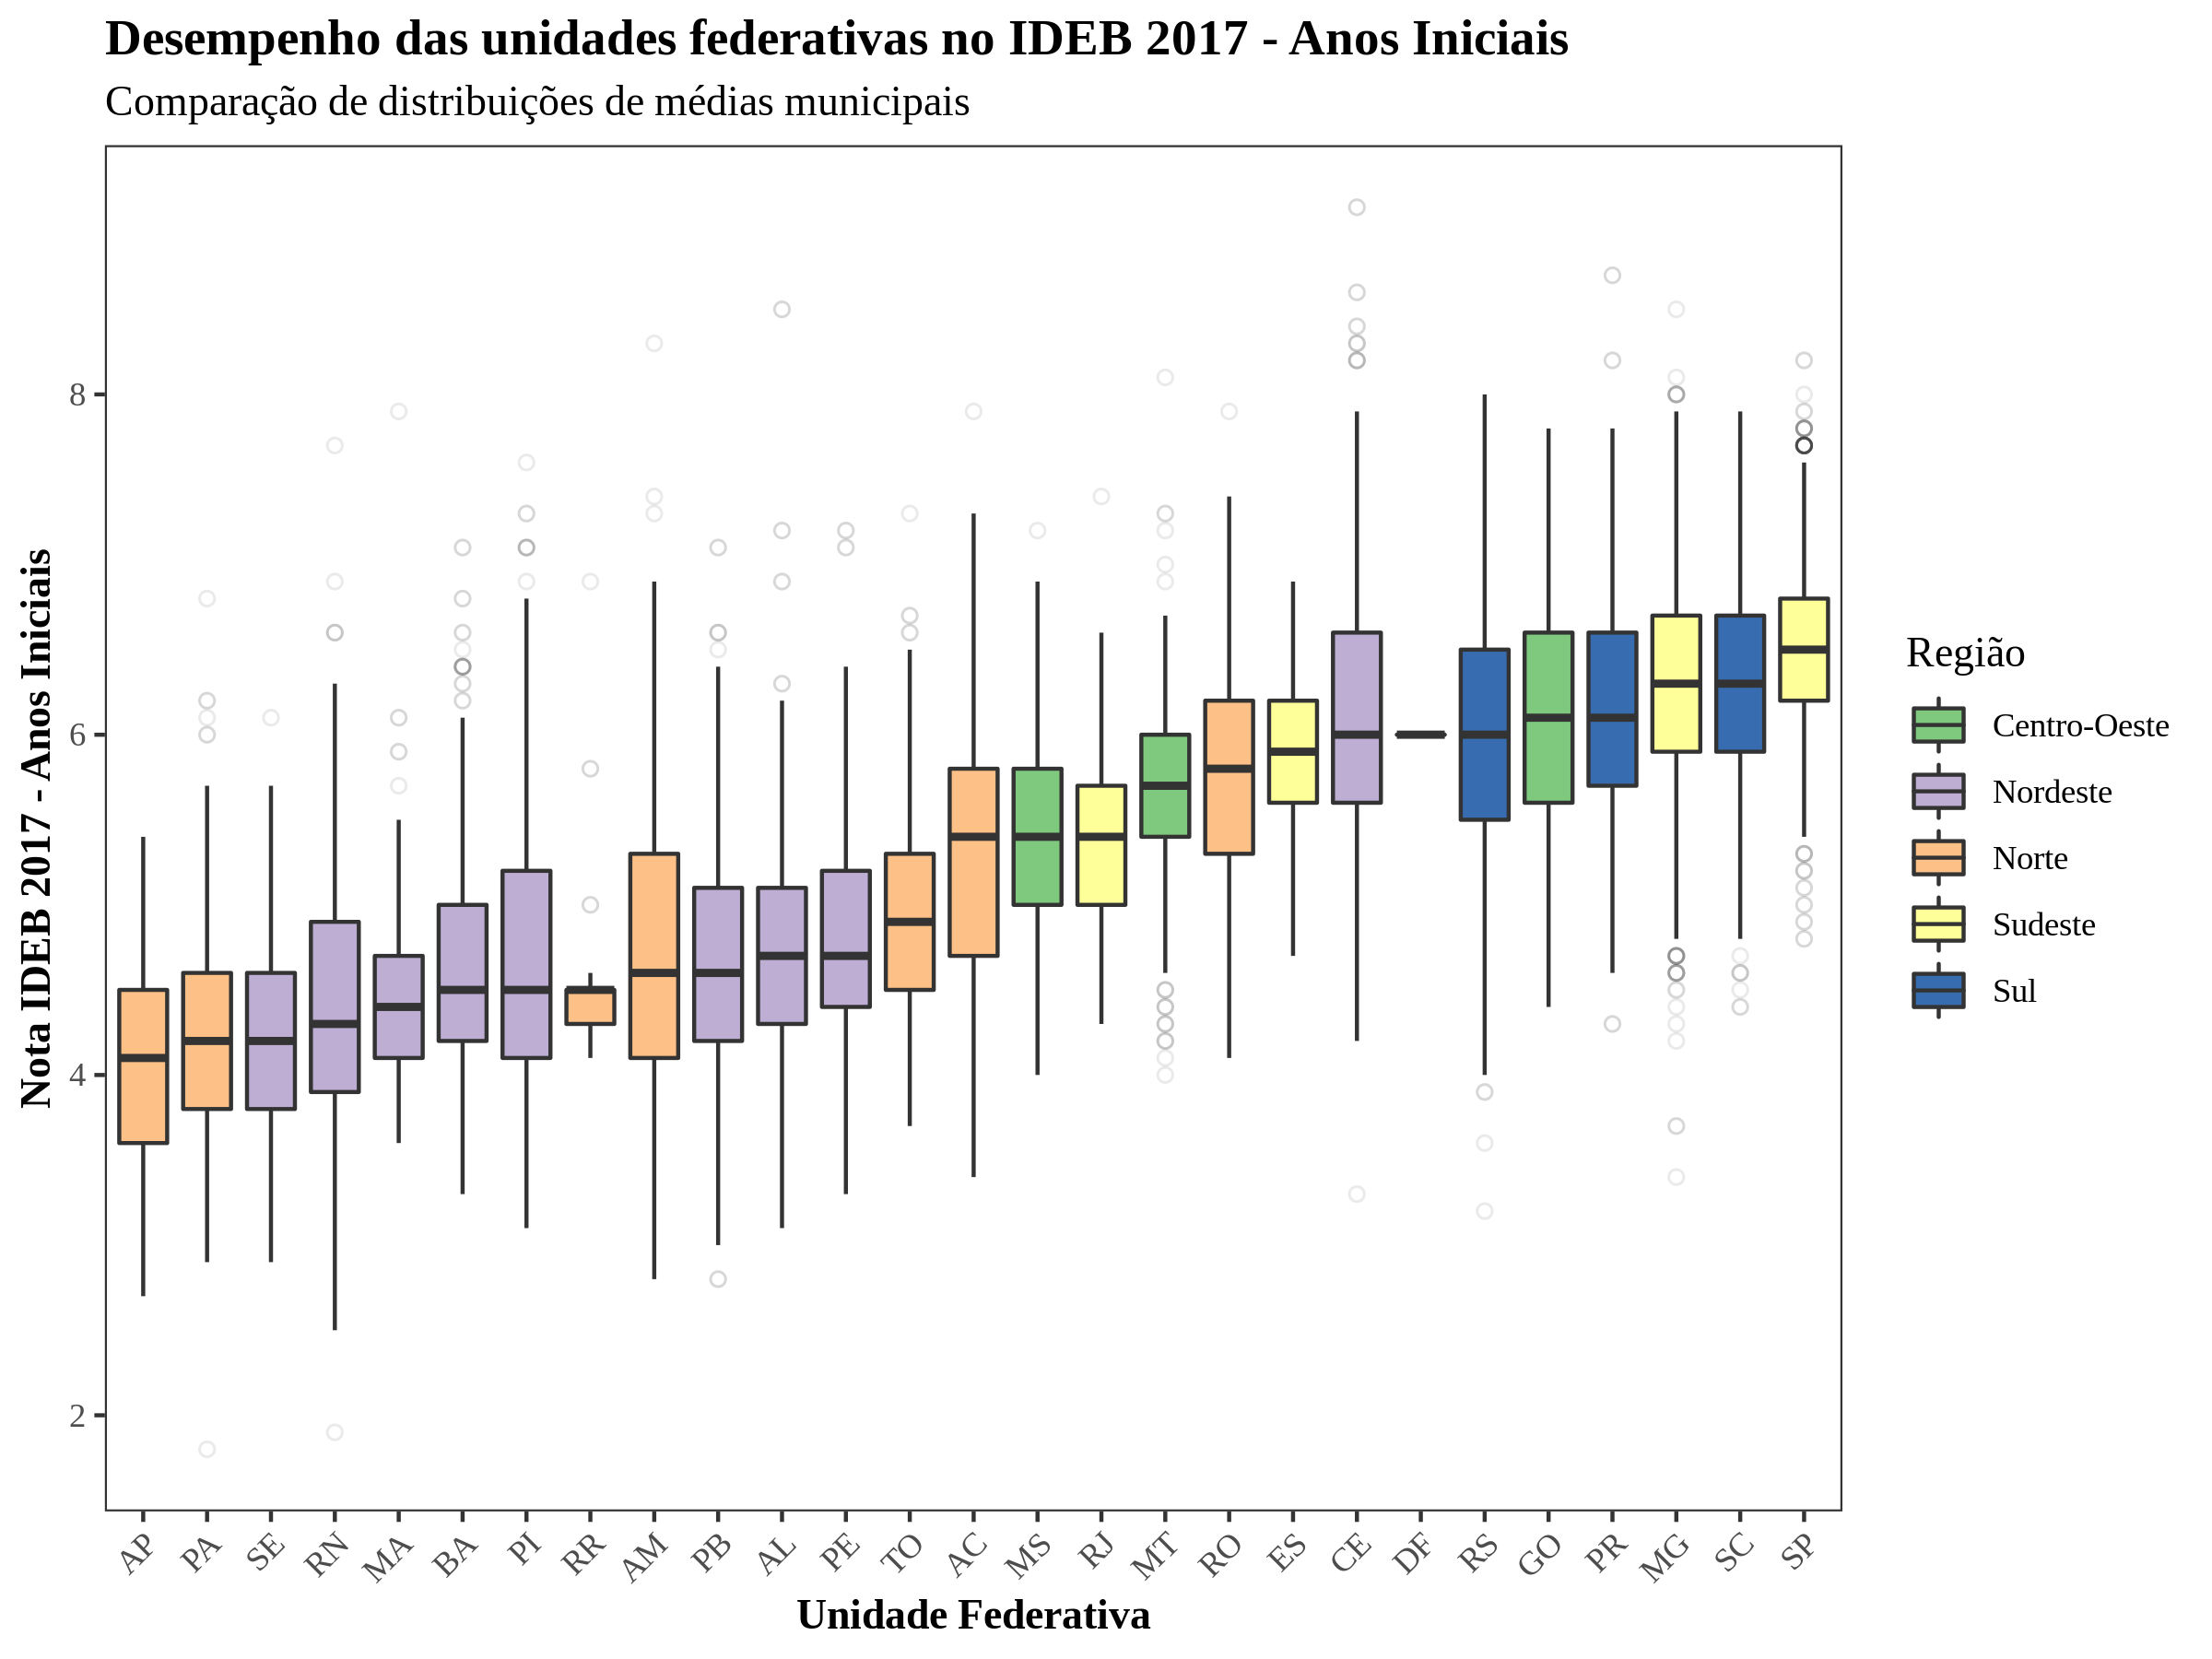 Desempenho das unidades federativas no IDEB 2017 - Anos Iniciais
Comparação de distribuições de médias municipais
Nota IDEB 2017 - Anos Iniciais
8
6
4
2
AP PA SE RN MA BA PI RR AM PB AL PE TO AC MS RJ MT RO ES CE DF RS GO PR MG SC SP
Unidade Federativa
Região
Centro-Oeste
Nordeste
Norte
Sudeste
Sul